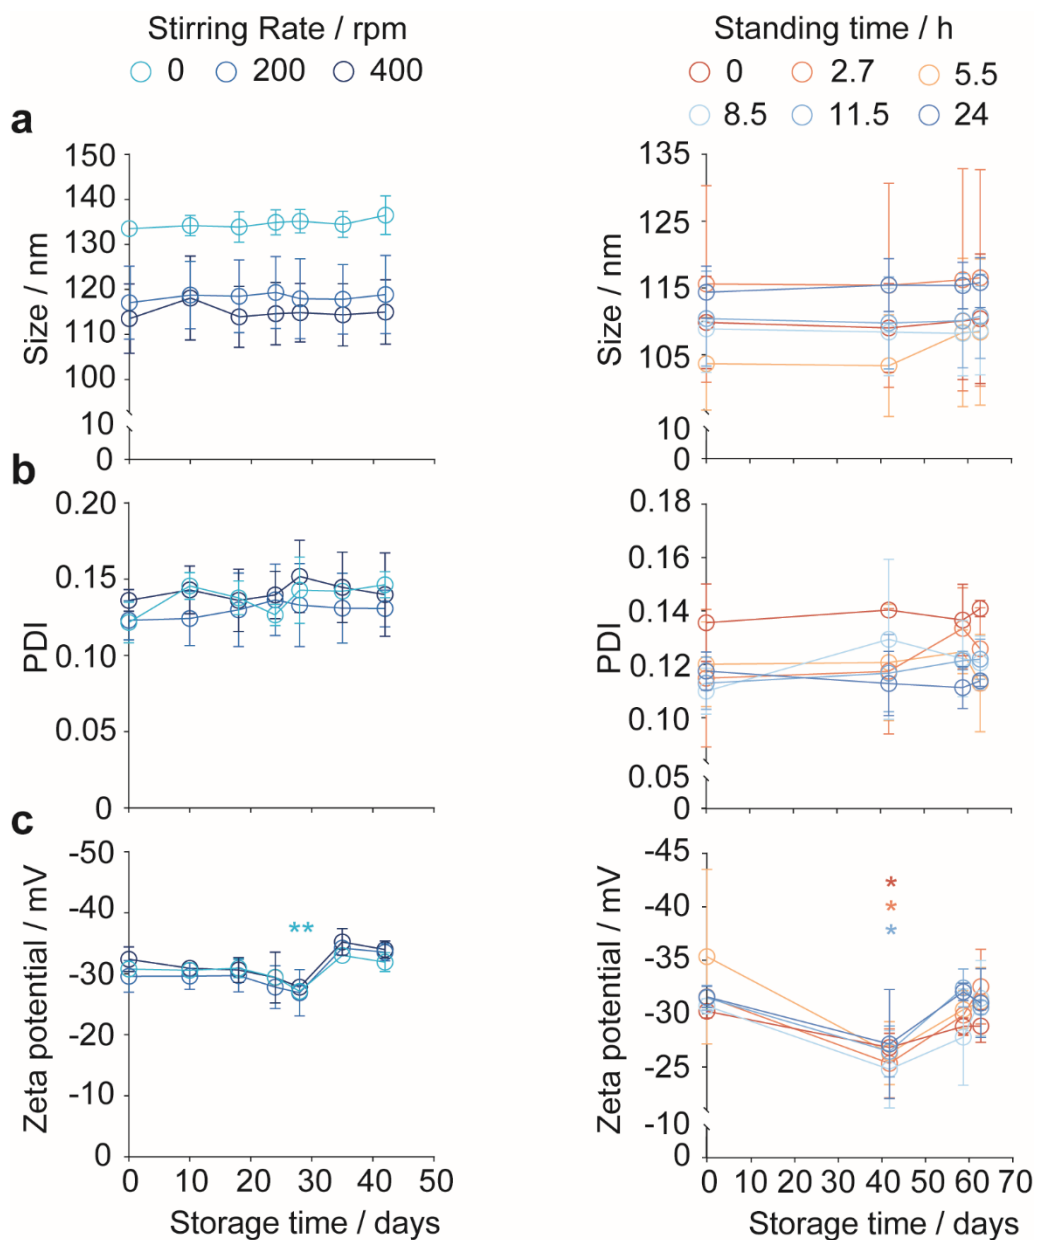 Stirring Rate / rpm
0 200 400
Standing time / h
0 2.7 5.5
8.5 11.5 24
a
Size / nm
150
140
130
120
110
100
10
0
Size / nm
135
125
115
105
10
0
b
PDI
0.20
0.15
0.10
0.05
0
PDI
0.18
0.16
0.14
0.12
0.10
0.05
0
c
Zeta potential / mV
-50
-40
-30
-20
-10
0
**
0 10 20 30 40 50
Storage time / days
Zeta potential / mV
-45
-40
-35
-30
-25
-10
0
*
*
*
0 10 20 30 40 50 60 70
Storage time / days